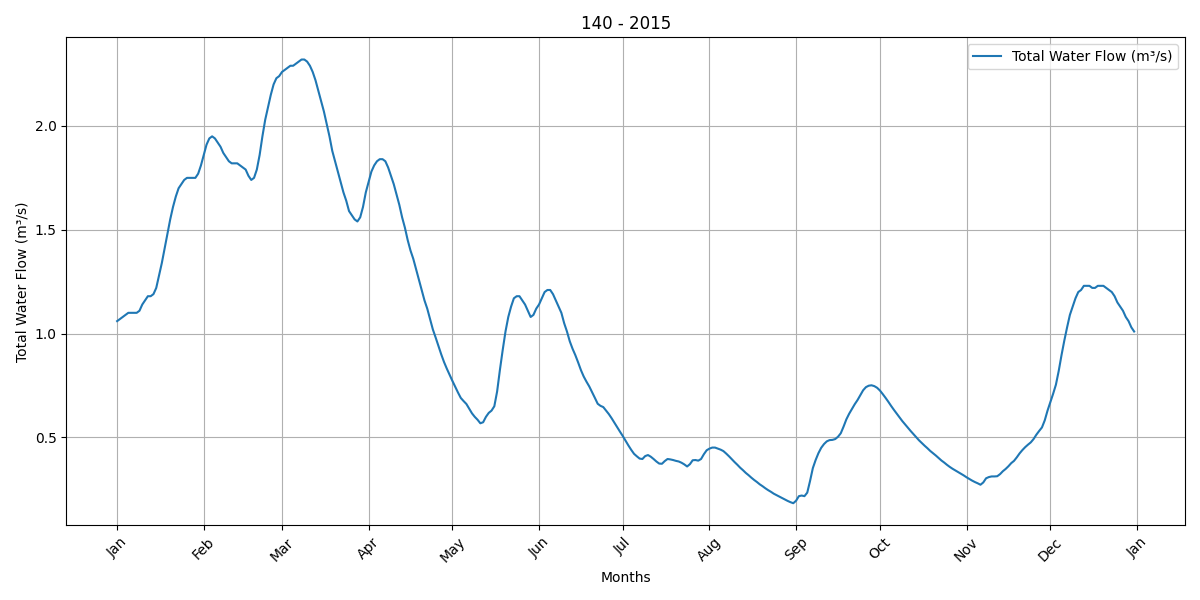 140 - 2015
Total Water Flow (m³/s)
Total Water Flow (m³/s)
2.0
1.5
1.0
0.5
Jan
Feb
Mar
Apr
May
Jun
Jul
Aug
Sep
Oct
Nov
Dec
Jan
Months